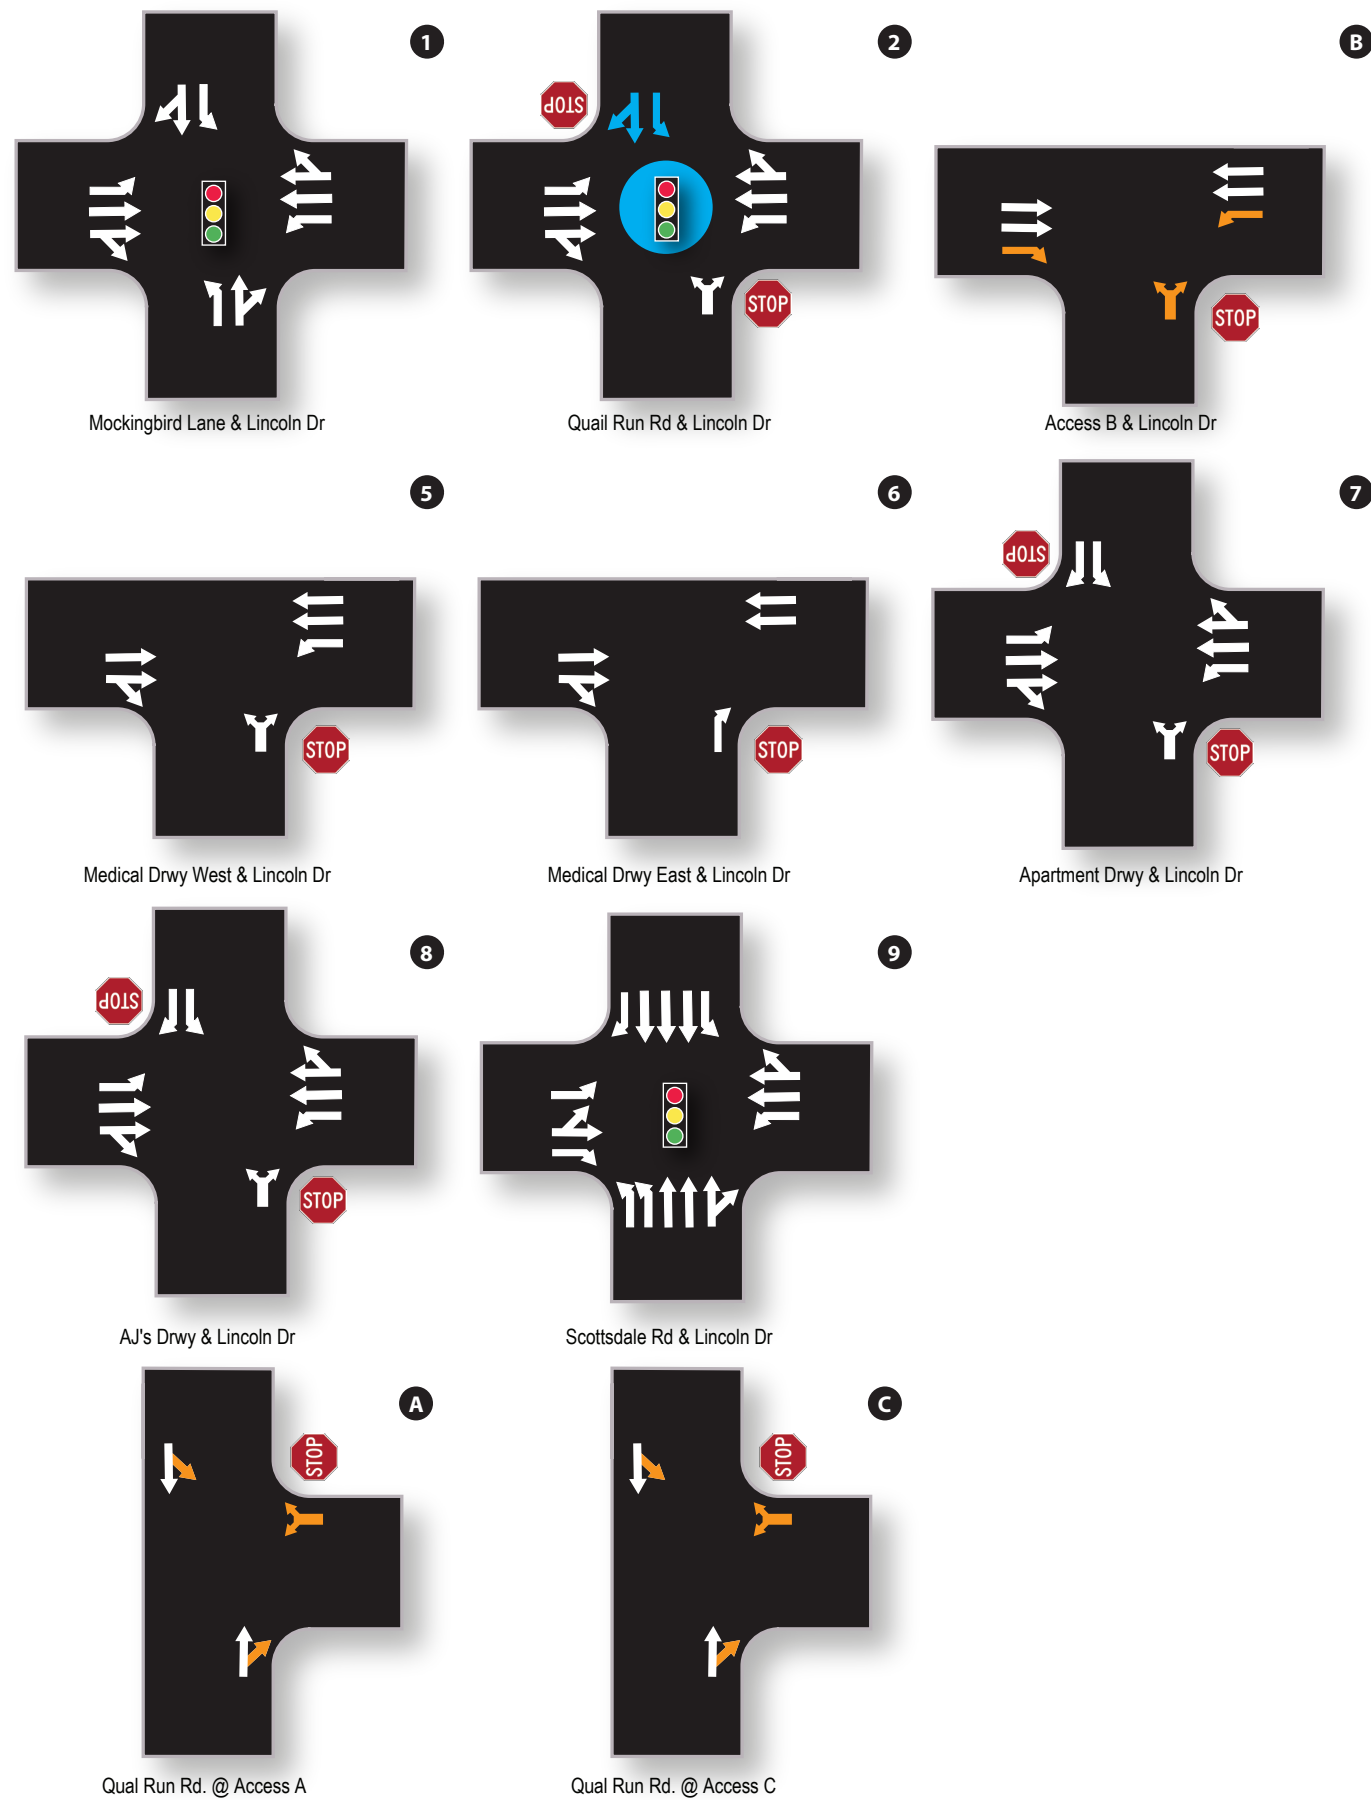 1
2
B
STOP
STOP
STOP
Mockingbird Lane & Lincoln Dr
Quail Run Rd & Lincoln Dr
Access B & Lincoln Dr
5
6
7
STOP
STOP
STOP
STOP
Medical Drwy West & Lincoln Dr
Medical Drwy East & Lincoln Dr
Apartment Drwy & Lincoln Dr
8
9
STOP
STOP
AJ's Drwy & Lincoln Dr
Scottsdale Rd & Lincoln Dr
A
C
STOP
STOP
Qual Run Rd. @ Access A
Qual Run Rd. @ Access C